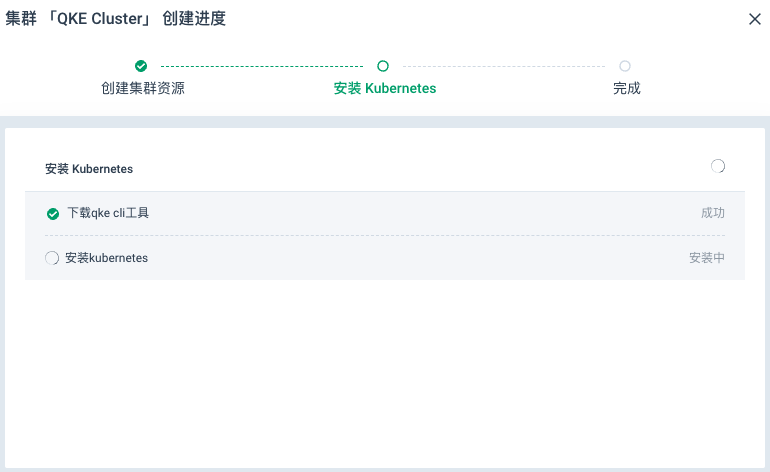 集群 「QKE Cluster」 创建进度
创建集群资源
安装 Kubernetes
完成
安装 Kubernetes
下载qke cli工具 成功
安装kubernetes 安装中